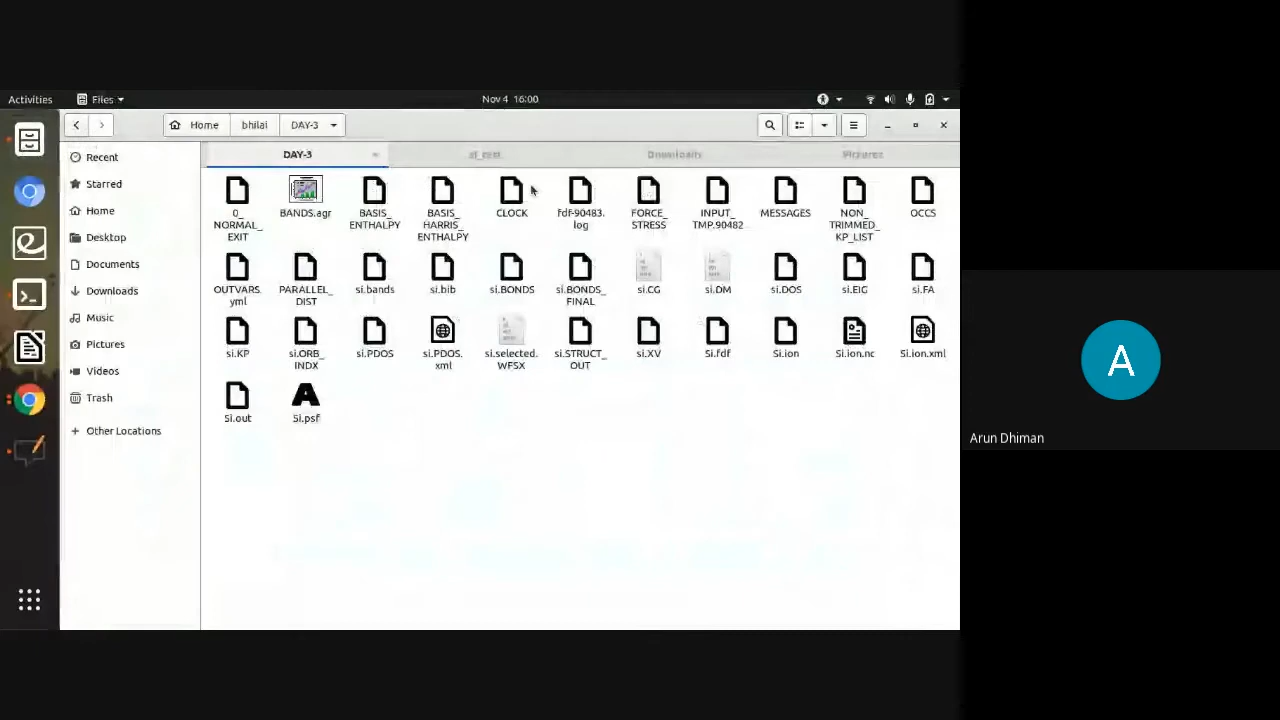 Activities Files Nov 4 16:00
Home bhilai DAY-3
DAY-3 si_test Downloads Pictures
Recent
Starred
Home
Desktop
Documents
Downloads
Music
Pictures
Videos
Trash
+ Other Locations
0_
NORMAL_
EXIT
BANDS.agr
BASIS_
ENTHALPY
BASIS_
HARRIS_
ENTHALPY
CLOCK
fdf-90483.
log
FORCE_
STRESS
INPUT_
TMP.90482
MESSAGES
NON_
TRIMMED_
KP_LIST
OCCS
OUTVARS.
yml
PARALLEL_
DIST
si.bands
si.bib
si.BONDS
si.BONDS_
FINAL
si.CG
si.DM
si.DOS
si.EIG
si.FA
si.KP
si.ORB_
INDX
si.PDOS
si.PDOS.
xml
si.selected.
WFSX
si.STRUCT_
OUT
si.XV
Si.fdf
Si.ion
Si.ion.nc
Si.ion.xml
Si.out
Si.psf
A
Arun Dhiman